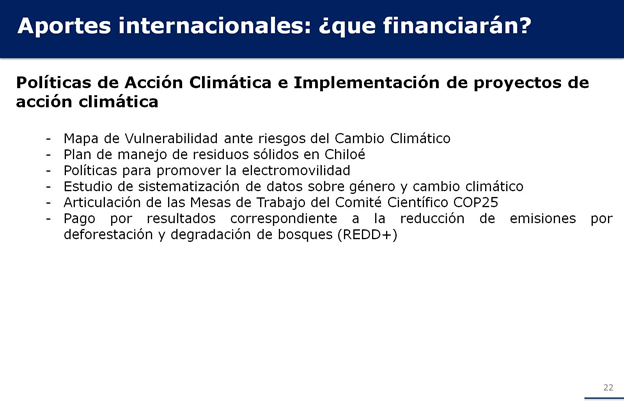 Aportes internacionales: ¿que financiarán?
Políticas de Acción Climática e Implementación de proyectos de
acción climática
- Mapa de Vulnerabilidad ante riesgos del Cambio Climático
- Plan de manejo de residuos sólidos en Chiloé
- Políticas para promover la electromovilidad
- Estudio de sistematización de datos sobre género y cambio climático
- Articulación de las Mesas de Trabajo del Comité Científico COP25
- Pago por resultados correspondiente a la reducción de emisiones por
deforestación y degradación de bosques (REDD+)
22